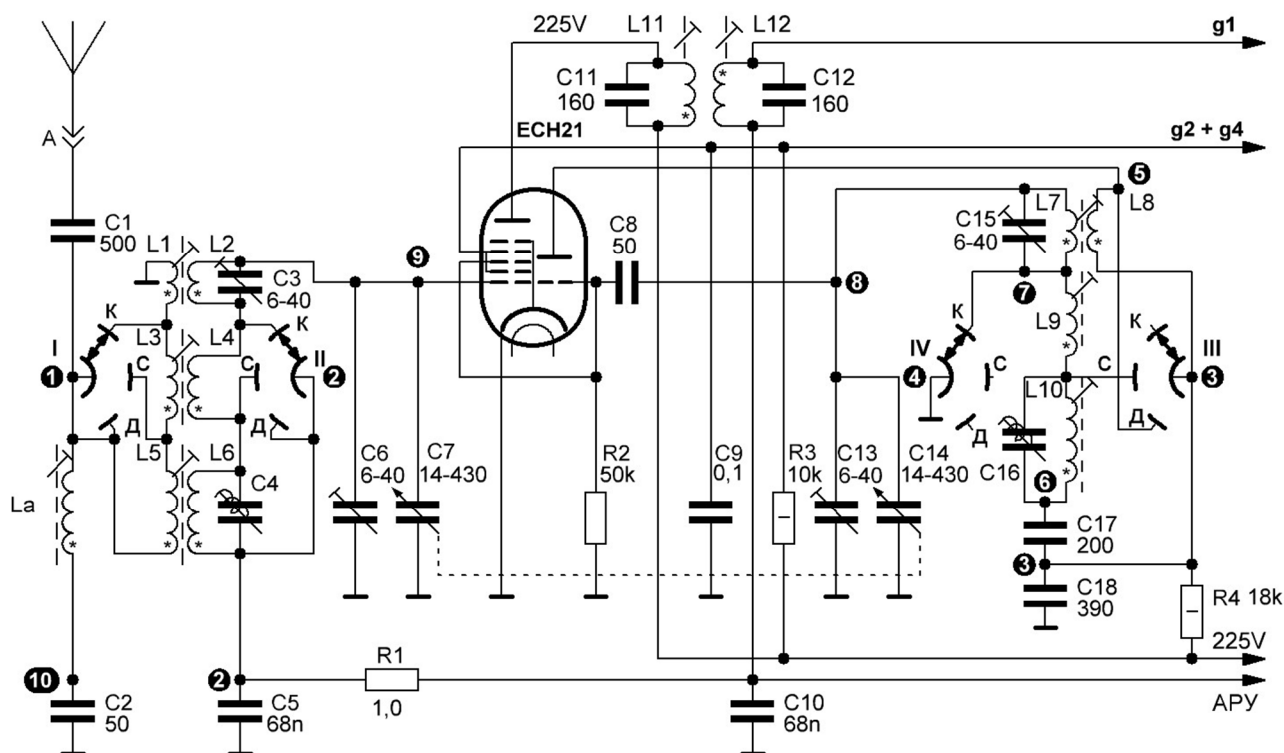 225V
L11
L12
g1
C11
160
C12
160
A
ECH21
g2 + g4
5
C1
500
L1
L2
C8
50
L7
L8
C15
6-40
9
C3
6-40
8
7
К
К
L3
L4
L9
К
К
I
II
IV
III
1
С
С
2
4
С
С
3
L10
Д
Д
Д
Д
L5
L6
C6
6-40
C7
14-430
R2
50k
C9
0,1
R3
10k
C13
6-40
C14
14-430
C16
6
La
C4
C17
200
3
C18
390
R4 18k
225V
R1
10
2
1,0
АРУ
C2
50
C5
68n
C10
68n